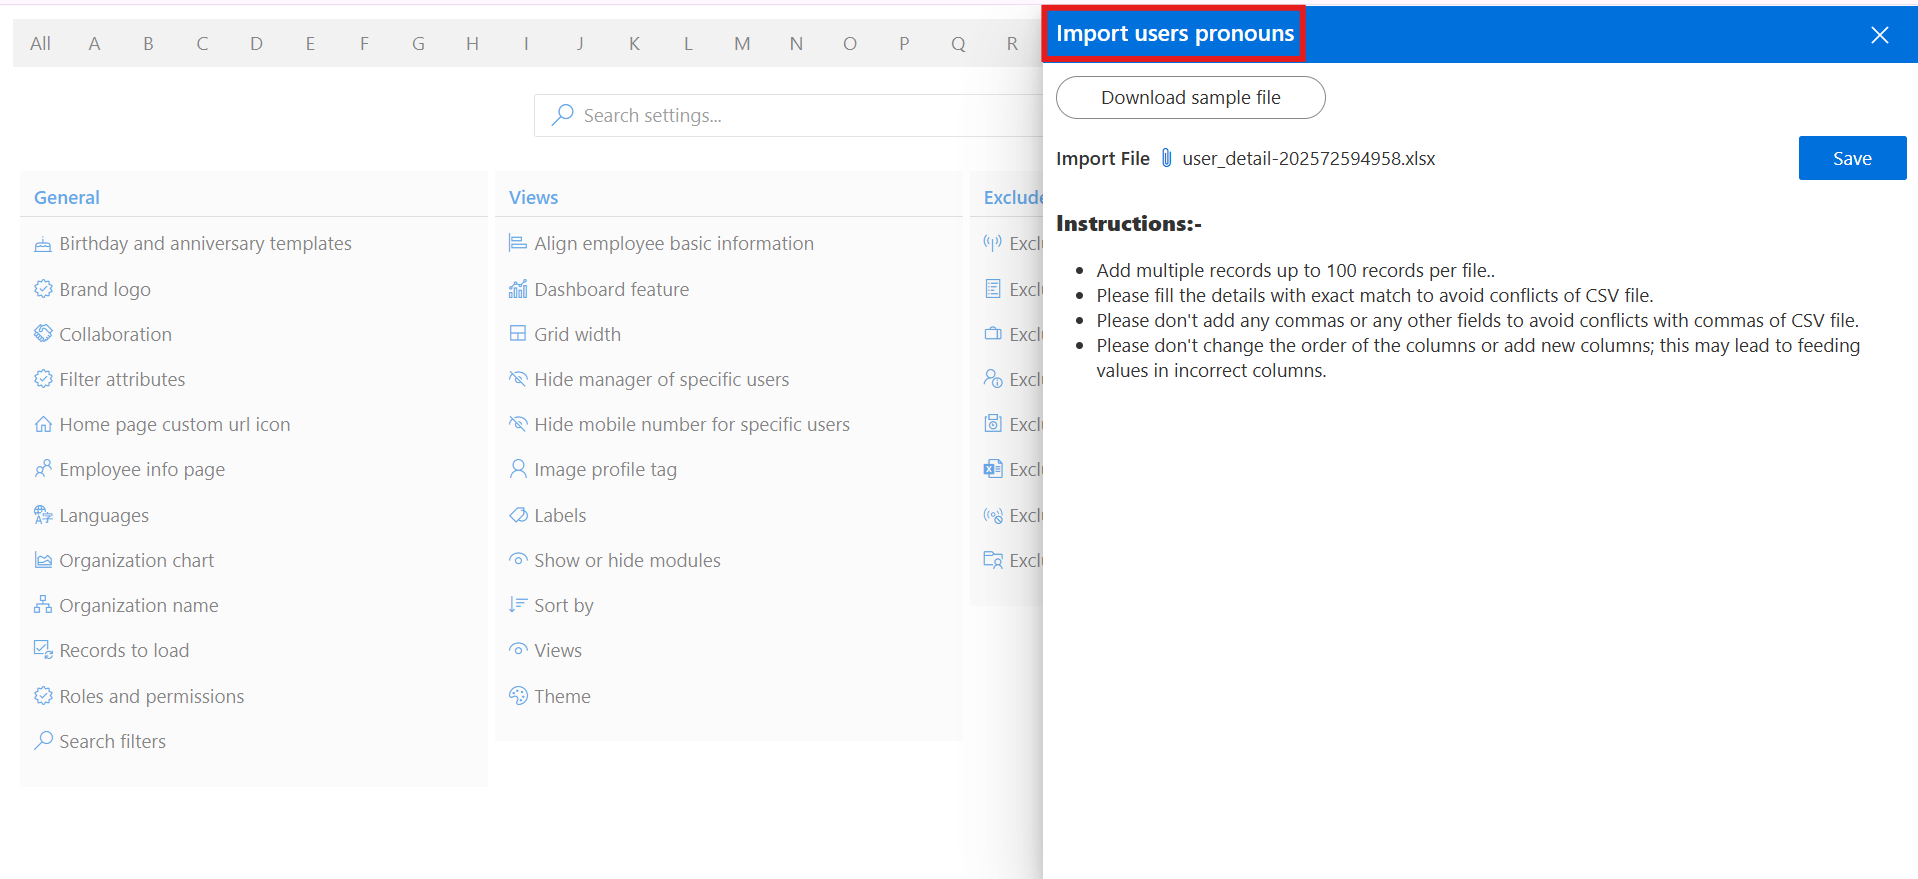 All A B C D E F G H I J K L M N O P Q R
Search settings...
General
Birthday and anniversary templates
Brand logo
Collaboration
Filter attributes
Home page custom url icon
Employee info page
Languages
Organization chart
Organization name
Records to load
Roles and permissions
Search filters
Views
Align employee basic information
Dashboard feature
Grid width
Hide manager of specific users
Hide mobile number for specific users
Image profile tag
Labels
Show or hide modules
Sort by
Views
Theme
Exclude
Excl
Excl
Excl
Excl
Excl
Excl
Excl
Excl
Import users pronouns
Download sample file
Import File user_detail-202572594958.xlsx
Save
Instructions:-
• Add multiple records up to 100 records per file..
• Please fill the details with exact match to avoid conflicts of CSV file.
• Please don't add any commas or any other fields to avoid conflicts with commas of CSV file.
• Please don't change the order of the columns or add new columns; this may lead to feeding
values in incorrect columns.